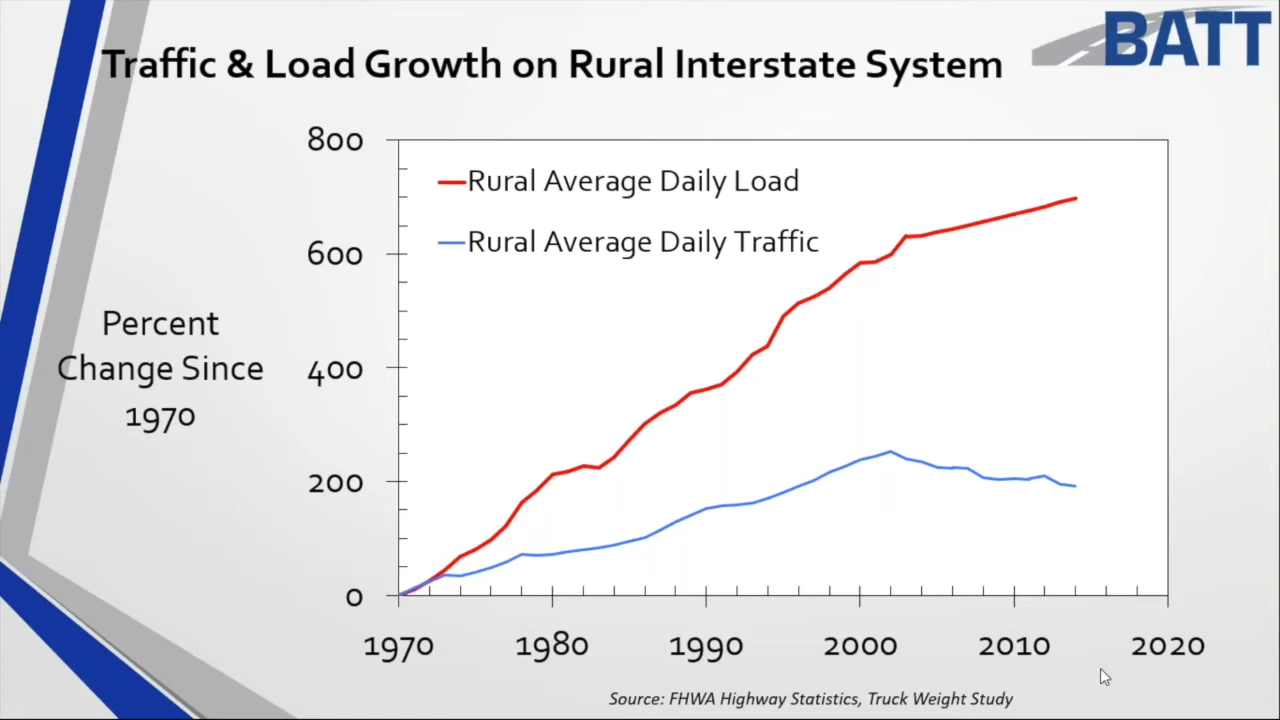 Traffic & Load Growth on Rural Interstate System
BATT
800
Rural Average Daily Load
Rural Average Daily Traffic
600
Percent
Change Since
1970
400
200
0
1970 1980 1990 2000 2010 2020
Source: FHWA Highway Statistics, Truck Weight Study